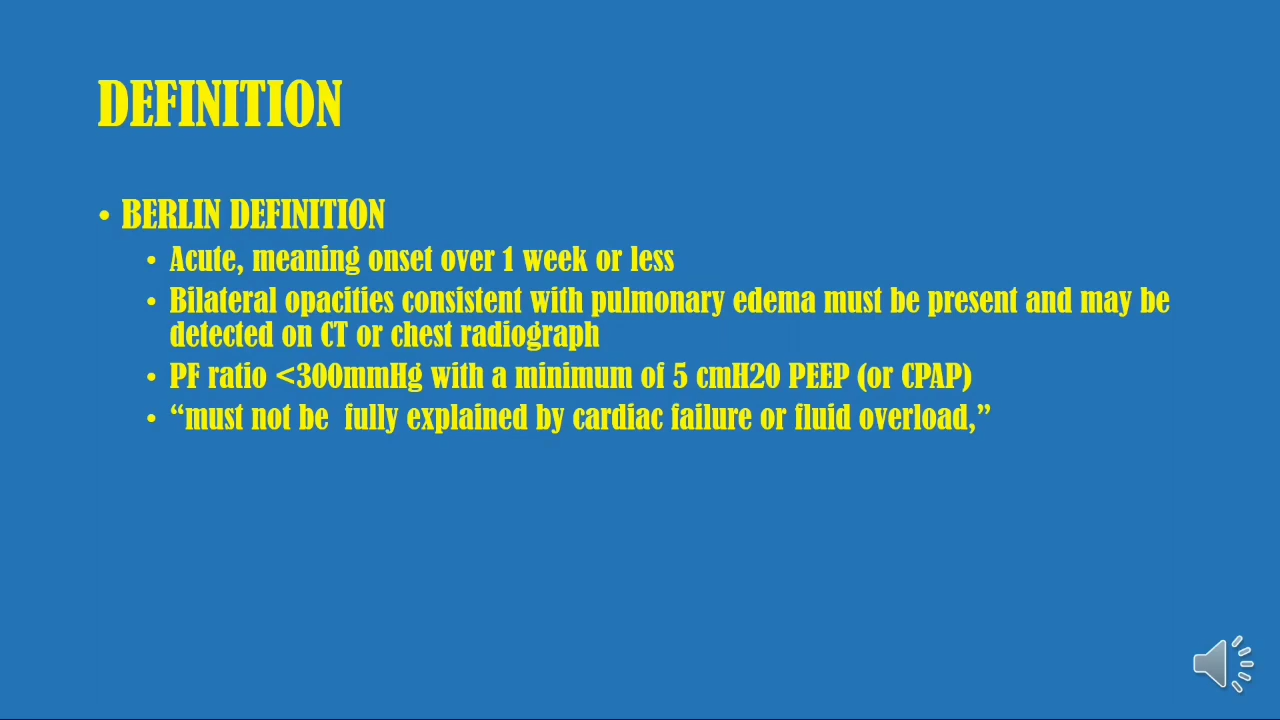 DEFINITION
• BERLIN DEFINITION
• Acute, meaning onset over 1 week or less
• Bilateral opacities consistent with pulmonary edema must be present and may be
detected on CT or chest radiograph
• PF ratio <300mmHg with a minimum of 5 cmH20 PEEP (or CPAP)
• “must not be  fully explained by cardiac failure or fluid overload,”